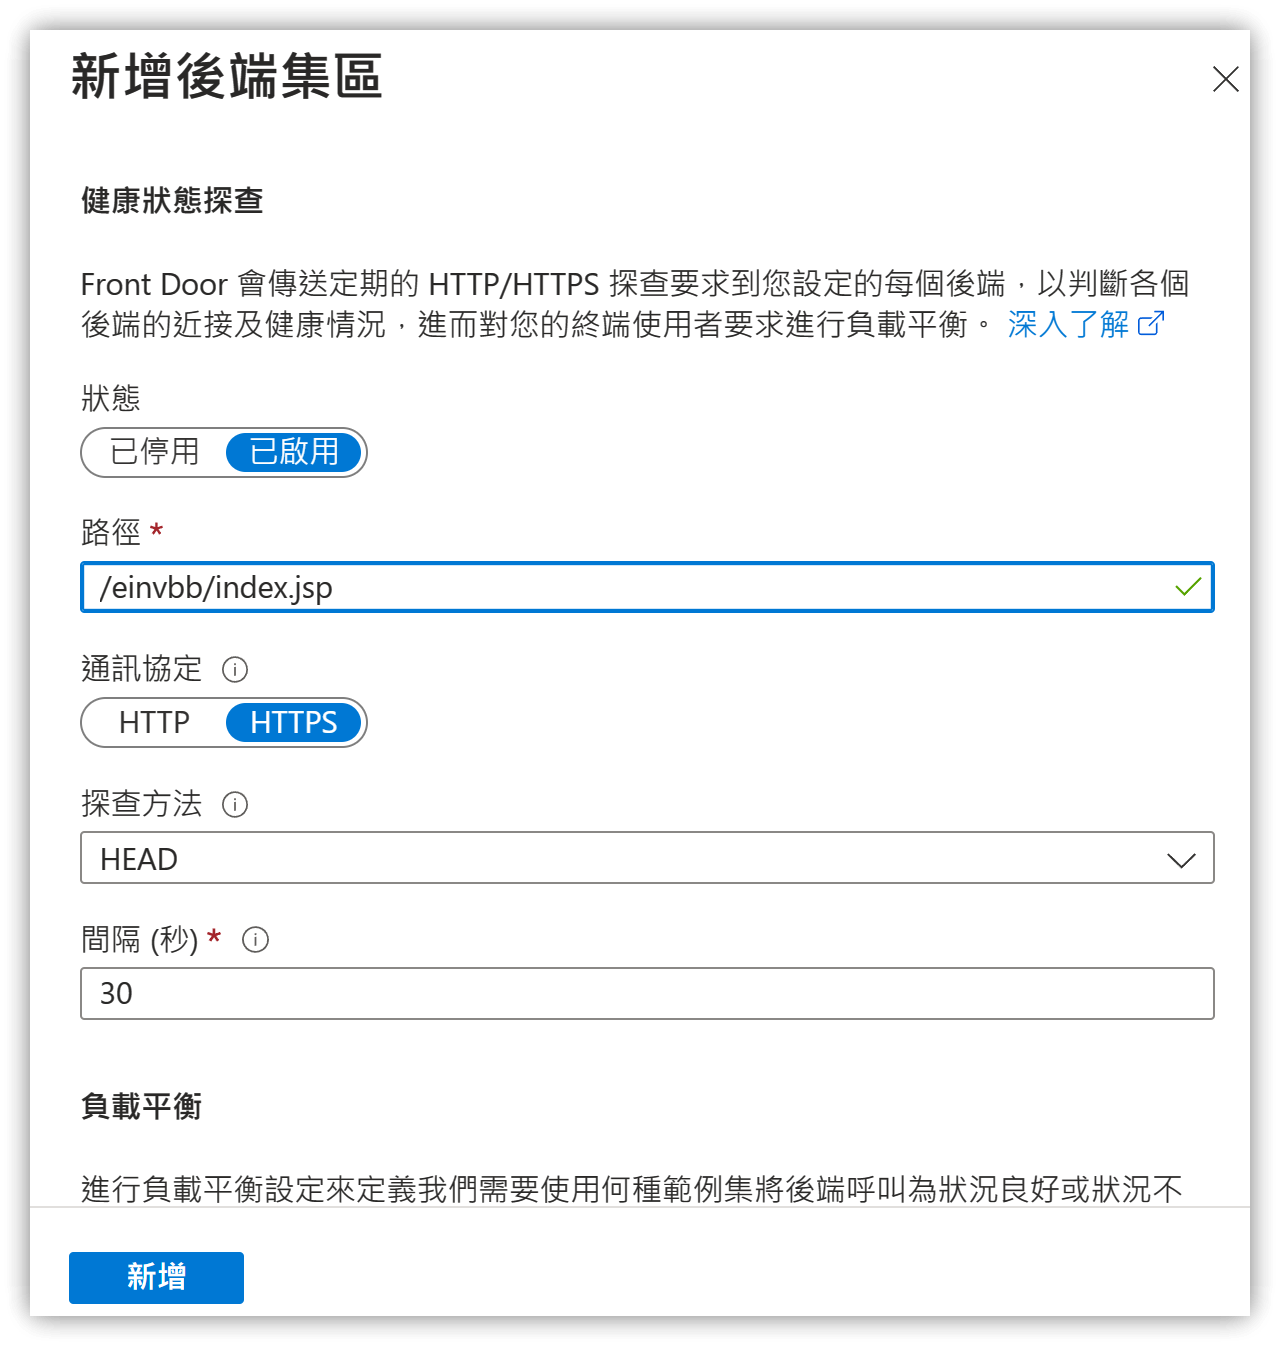 新增後端集區
健康狀態探查
Front Door 會傳送定期的 HTTP/HTTPS 探查要求到您設定的每個後端，以判斷各個
後端的近接及健康情況，進而對您的終端使用者要求進行負載平衡。 深入了解
狀態
已停用 已啟用
路徑 *
/einvbb/index.jsp
通訊協定
HTTP HTTPS
探查方法
HEAD
間隔 (秒) *
30
負載平衡
進行負載平衡設定來定義我們需要使用何種範例集將後端呼叫為狀況良好或狀況不
新增